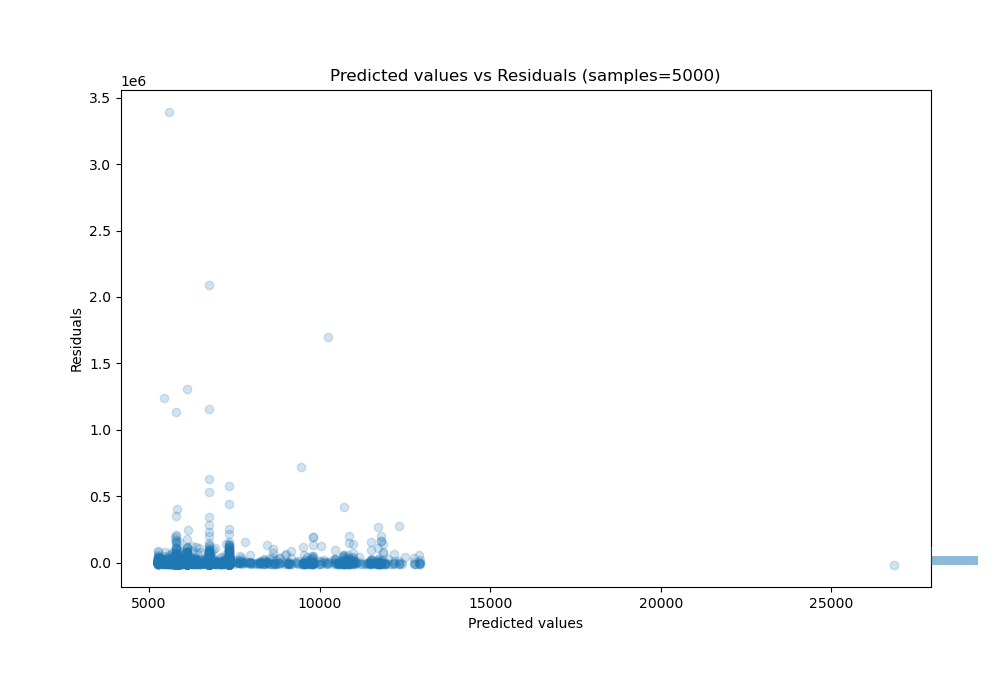 Predicted values vs Residuals (samples=5000)
1e6
3.5
3.0
2.5
2.0
1.5
1.0
0.5
0.0
Residuals
5000 10000 15000 20000 25000
Predicted values